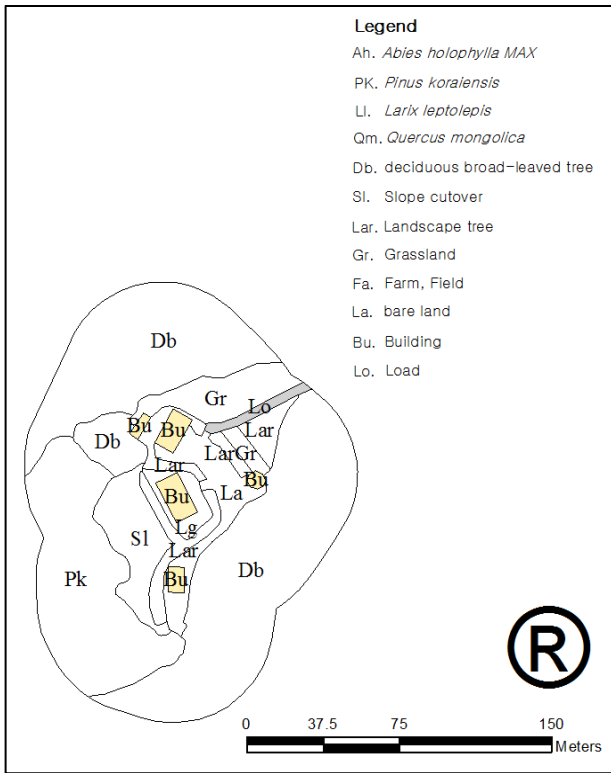 Legend
Ah. Abies holophylla MAX
PK. Pinus koraiensis
Ll. Larix leptolepis
Qm. Quercus mongolica
Db. deciduous broad-leaved tree
Sl. Slope cutover
Lar. Landscape tree
Gr. Grassland
Fa. Farm, Field
La. bare land
Bu. Building
Lo. Load
Db
Gr
Lo
Bu
Bu
Lar
Db
Lar
Gr
Lar
Bu
Bu
La
Lg
Sl
Lar
Db
Pk
Bu
R
0 37.5 75 150
Meters